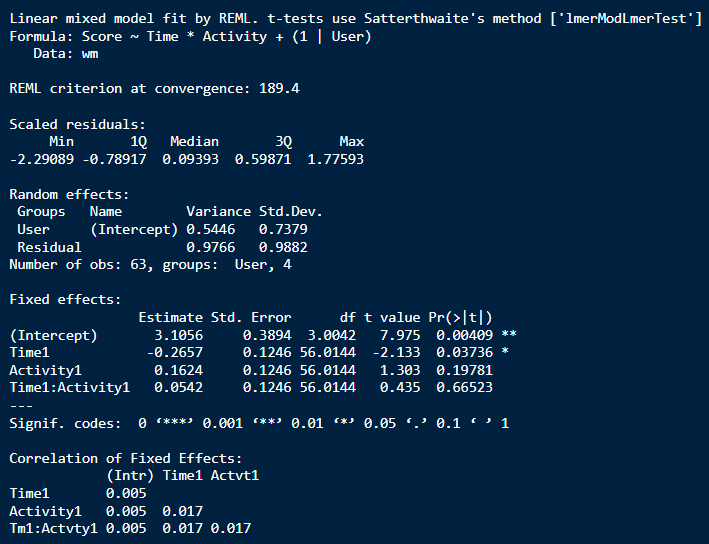 Linear mixed model fit by REML. t-tests use Satterthwaite's method ['lmerModLmerTest']
Formula: Score ~ Time * Activity + (1 | User)
   Data: wm

REML criterion at convergence: 189.4

Scaled residuals:
     Min       1Q   Median       3Q      Max
-2.29089 -0.78917  0.09393  0.59871  1.77593

Random effects:
 Groups   Name        Variance Std.Dev.
 User     (Intercept) 0.5446   0.7379
 Residual             0.9766   0.9882
Number of obs: 63, groups:  User, 4

Fixed effects:
                Estimate Std. Error      df t value Pr(>|t|)
(Intercept)       3.1056     0.3894  3.0042   7.975  0.00409 **
Time1            -0.2657     0.1246 56.0144  -2.133  0.03736 *
Activity1         0.1624     0.1246 56.0144   1.303  0.19781
Time1:Activity1   0.0542     0.1246 56.0144   0.435  0.66523
---
Signif. codes:  0 ‘***’ 0.001 ‘**’ 0.01 ‘*’ 0.05 ‘.’ 0.1 ‘ ’ 1

Correlation of Fixed Effects:
            (Intr) Time1 Actvt1
Time1       0.005
Activity1   0.005  0.017
Tm1:Actvty1 0.005  0.017 0.017